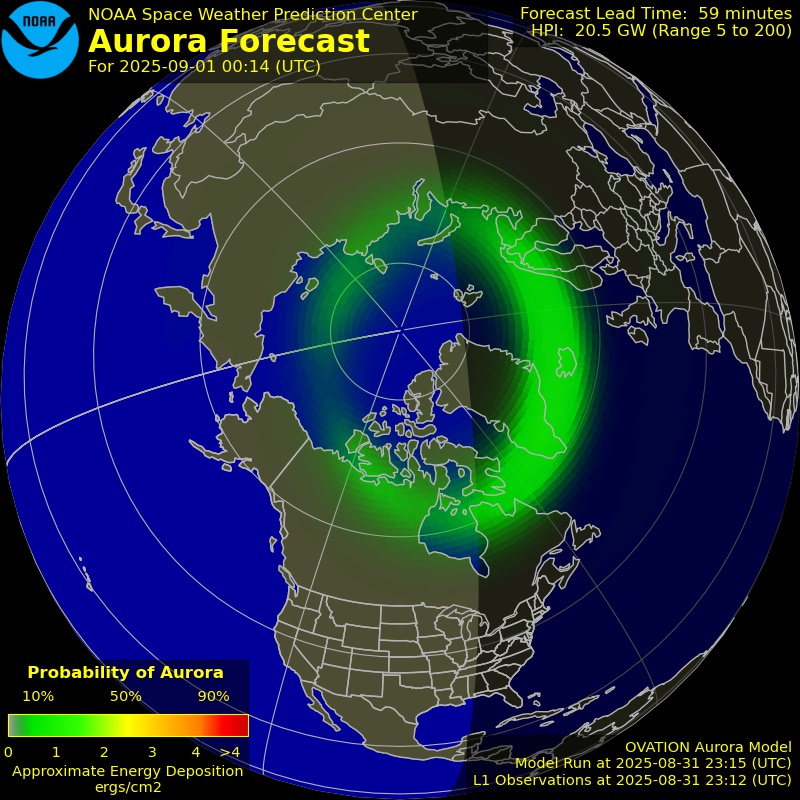 NOAA
NOAA Space Weather Prediction Center
Aurora Forecast
For 2025-09-01 00:14 (UTC)
Forecast Lead Time: 59 minutes
HPI: 20.5 GW (Range 5 to 200)
Probability of Aurora
10% 50% 90%
0 1 2 3 4 >4
Approximate Energy Deposition
ergs/cm2
OVATION Aurora Model
Model Run at 2025-08-31 23:15 (UTC)
L1 Observations at 2025-08-31 23:12 (UTC)